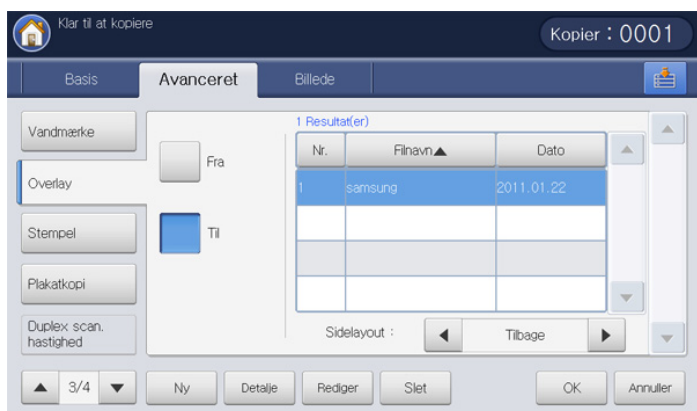 Klar til at kopiere
Kopier : 0001
Basis
Avanceret
Billede
Vandmærke
Overlay
Stempel
Plakatkopi
Duplex scan.
hastighed
Fra
Til
1 Resultat(er)
Nr. Filnavn▲ Dato
1 samsung 2011.01.22
Sidelayout : ◀ Tilbage ▶
▲ 3/4 ▼ Ny Detalje Rediger Slet OK Annuller